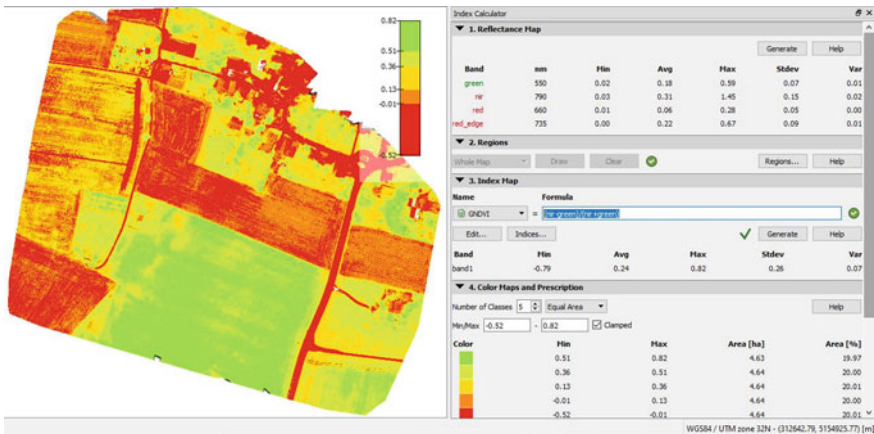 0.82
0.51
0.36
0.13
-0.01
-0.52
Index Calculator
1. Reflectance Map
Generate Help
Band nm Min Avg Max Stdev Var
green 550 0.02 0.18 0.59 0.07 0.01
nir 790 0.03 0.31 1.45 0.15 0.02
red 660 0.01 0.06 0.28 0.05 0.00
red_edge 735 0.00 0.22 0.67 0.09 0.01
2. Regions
Whole Map Draw Clear Regions... Help
3. Index Map
Name Formula
GNDVI = (nir-green)/(nir+green)
Edit... Indices... Generate Help
Band Min Avg Max Stdev Var
band1 -0.79 0.24 0.82 0.26 0.07
4. Color Maps and Prescription
Number of Classes 5 Equal Area Help
Min/Max -0.52 - 0.82 Clamped
Color Min Max Area [ha] Area [%]
0.51 0.82 4.63 19.97
0.36 0.51 4.64 20.00
0.13 0.36 4.64 20.01
-0.01 0.13 4.64 20.00
-0.52 -0.01 4.64 20.01
WGS84 / UTM zone 32N - (312642.79, 5154925.77) [m]